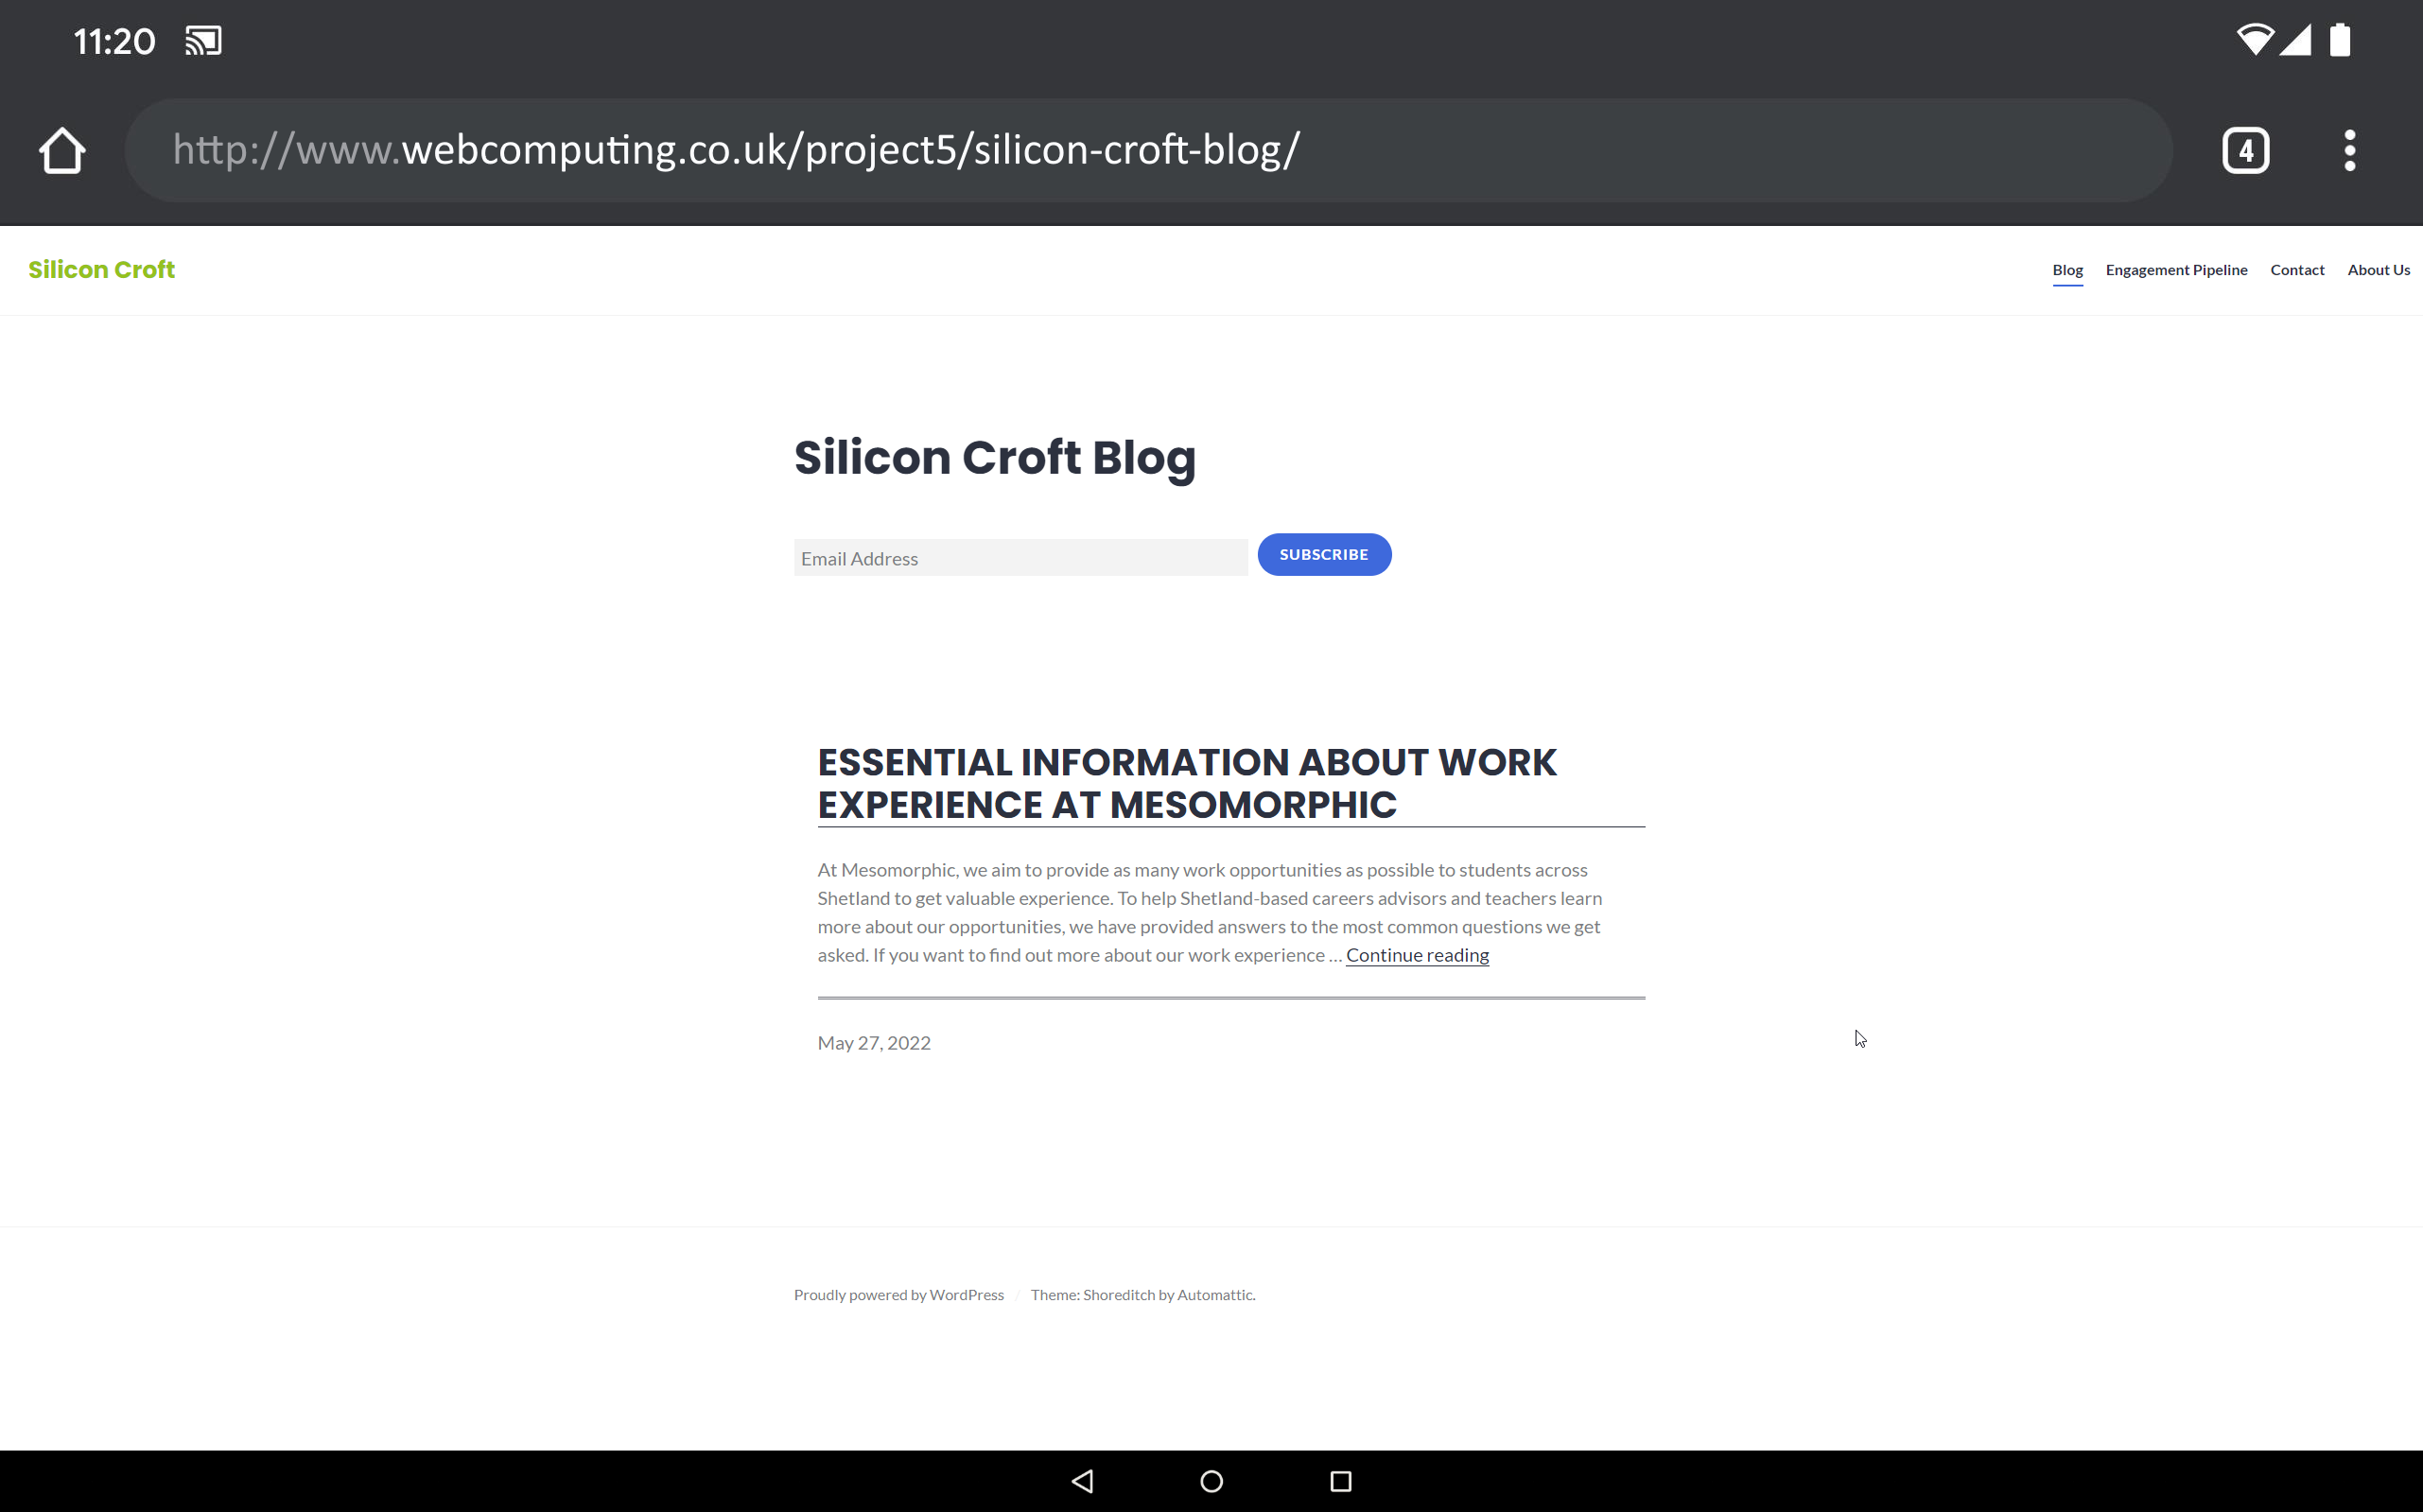 11:20
http://www.webcomputing.co.uk/project5/silicon-croft-blog/
4
Silicon Croft
Blog
Engagement Pipeline
Contact
About Us
Silicon Croft Blog
Email Address
SUBSCRIBE
ESSENTIAL INFORMATION ABOUT WORK
EXPERIENCE AT MESOMORPHIC
At Mesomorphic, we aim to provide as many work opportunities as possible to students across
Shetland to get valuable experience. To help Shetland-based careers advisors and teachers learn
more about our opportunities, we have provided answers to the most common questions we get
asked. If you want to find out more about our work experience … Continue reading
May 27, 2022
Proudly powered by WordPress / Theme: Shoreditch by Automattic.